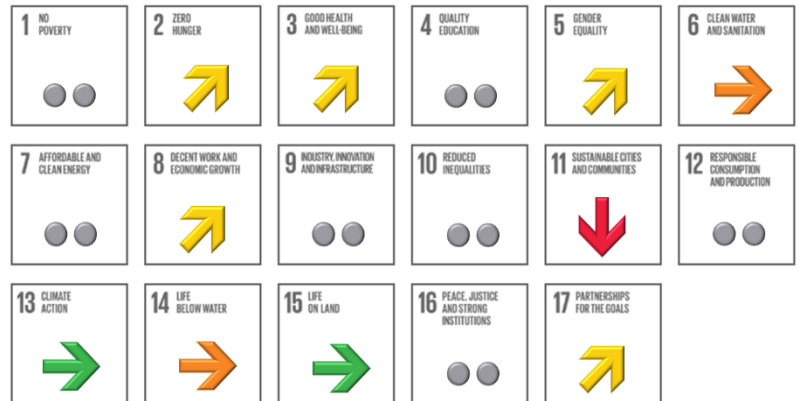 1 NO
POVERTY
2 ZERO
HUNGER
3 GOOD HEALTH
AND WELL-BEING
4 QUALITY
EDUCATION
5 GENDER
EQUALITY
6 CLEAN WATER
AND SANITATION
7 AFFORDABLE AND
CLEAN ENERGY
8 DECENT WORK AND
ECONOMIC GROWTH
9 INDUSTRY, INNOVATION
AND INFRASTRUCTURE
10 REDUCED
INEQUALITIES
11 SUSTAINABLE CITIES
AND COMMUNITIES
12 RESPONSIBLE
CONSUMPTION
AND PRODUCTION
13 CLIMATE
ACTION
14 LIFE
BELOW WATER
15 LIFE
ON LAND
16 PEACE, JUSTICE
AND STRONG
INSTITUTIONS
17 PARTNERSHIPS
FOR THE GOALS